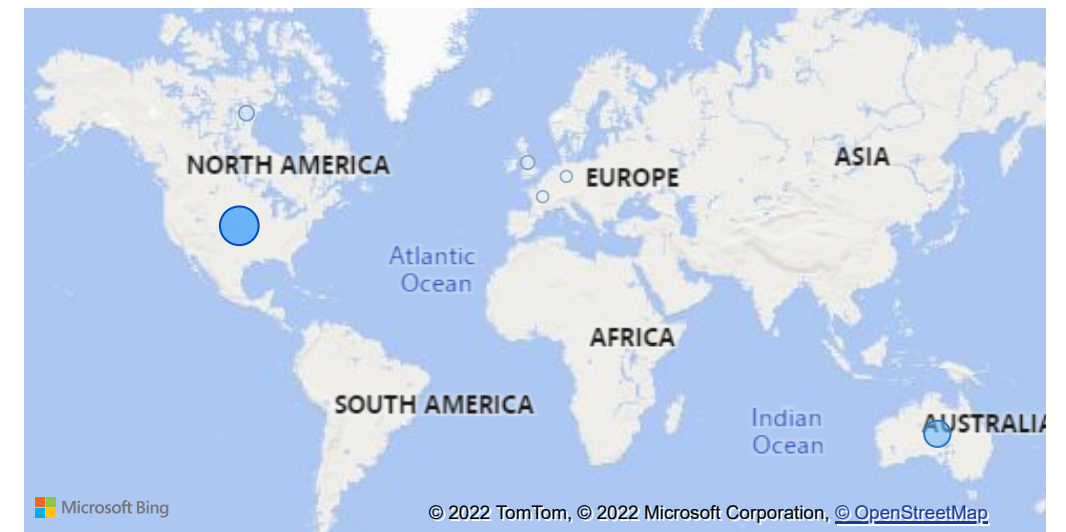 NORTH AMERICA
EUROPE
ASIA
Atlantic
Ocean
AFRICA
SOUTH AMERICA
Indian
Ocean
AUSTRALIA
Microsoft Bing
© 2022 TomTom, © 2022 Microsoft Corporation, © OpenStreetMap